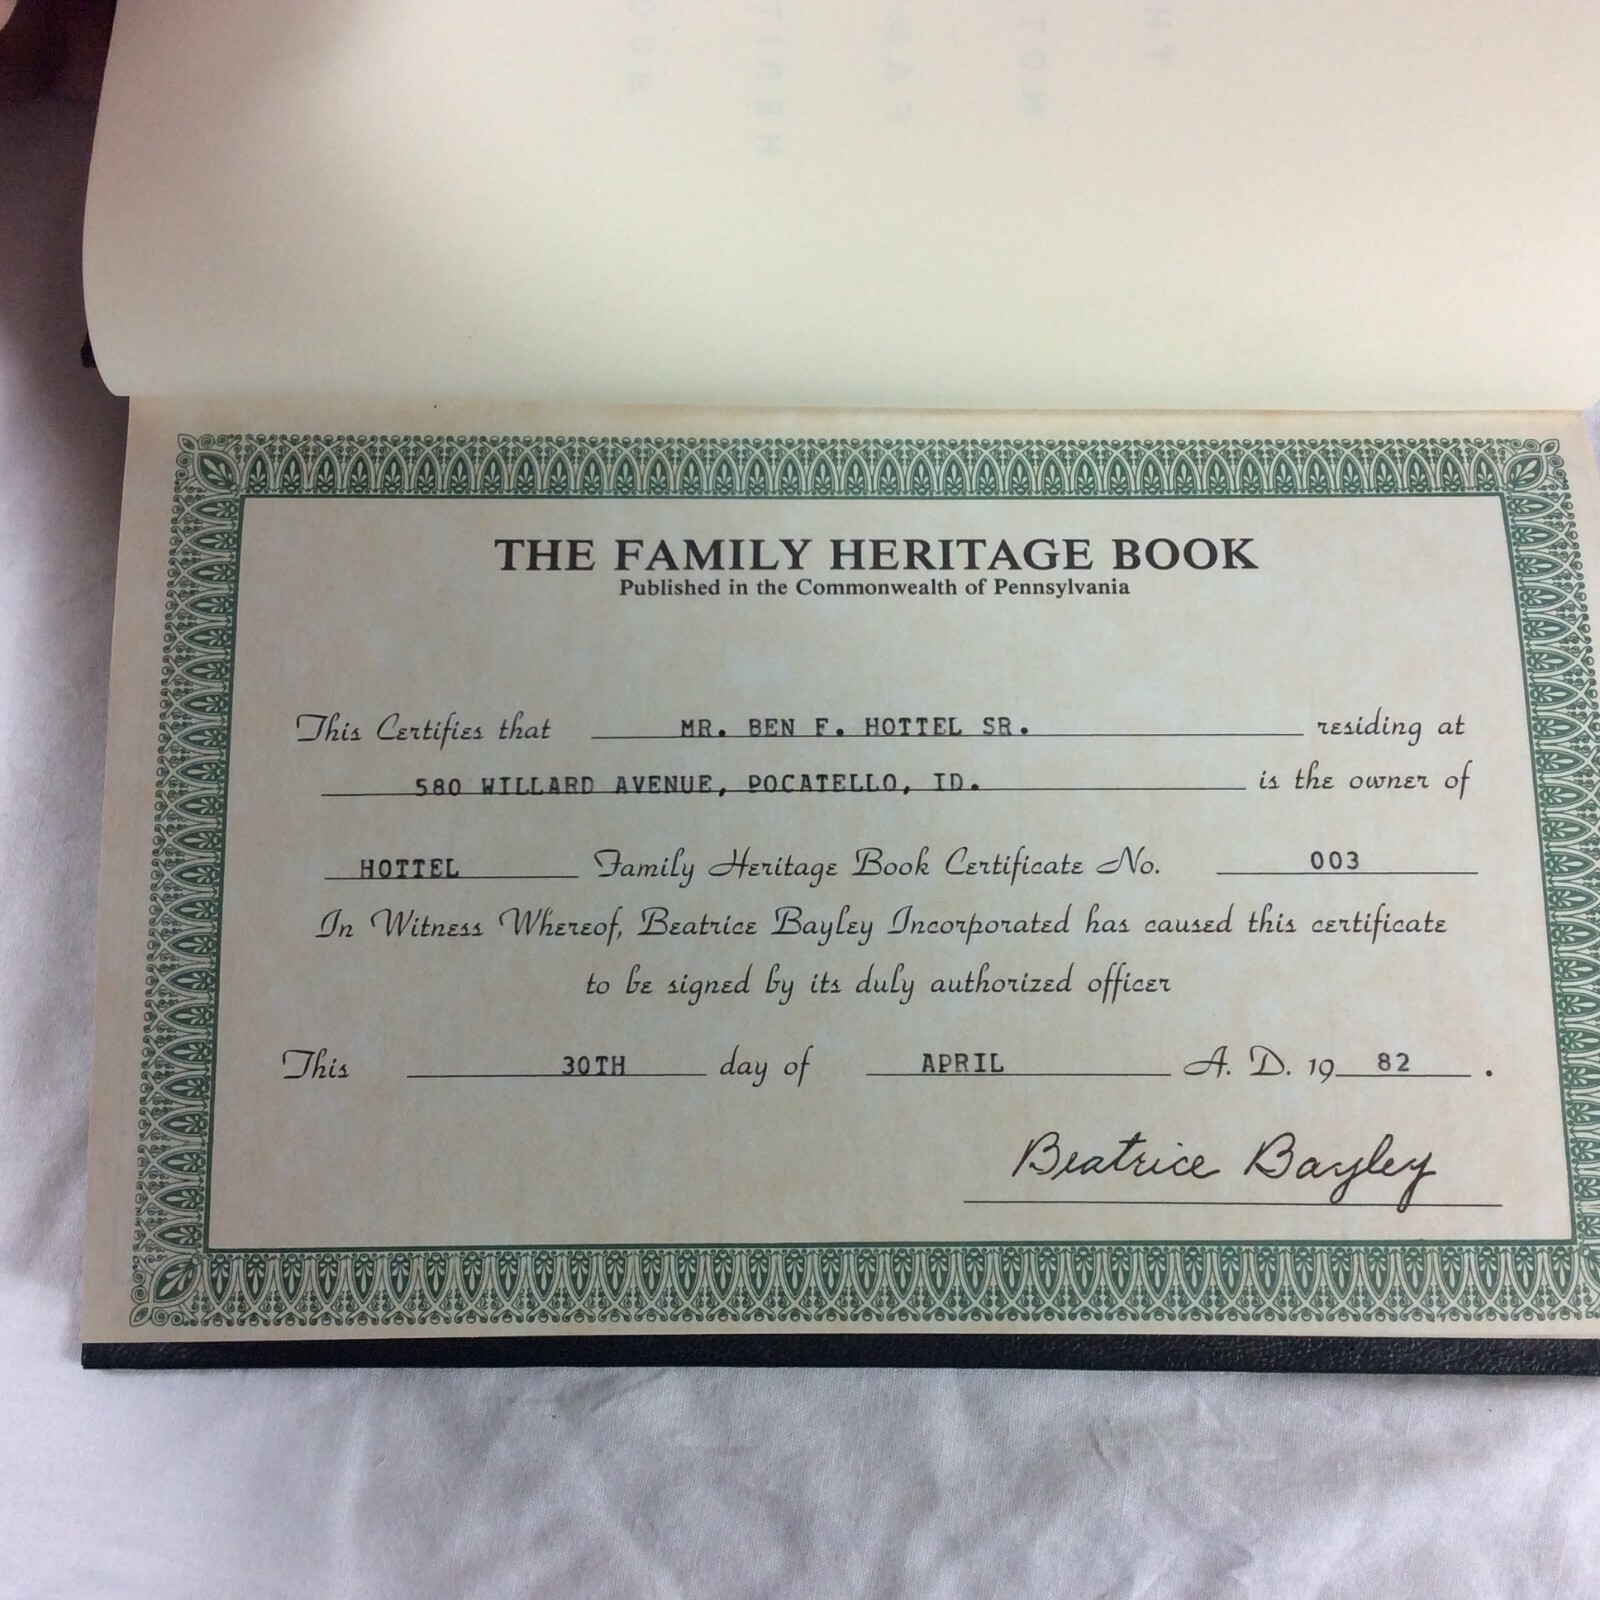 THE FAMILY HERITAGE BOOK
Published in the Commonwealth of Pennsylvania
This Certifies that MR. BEN F. HOTTEL SR. residing at
580 WILLARD AVENUE, POCATELLO, ID. is the owner of
HOTTEL Family Heritage Book Certificate No. 003
In Witness Whereof, Beatrice Bayley Incorporated has caused this certificate
to be signed by its duly authorized officer
This 30TH day of APRIL A. D. 19 82 .
Beatrice Bayley